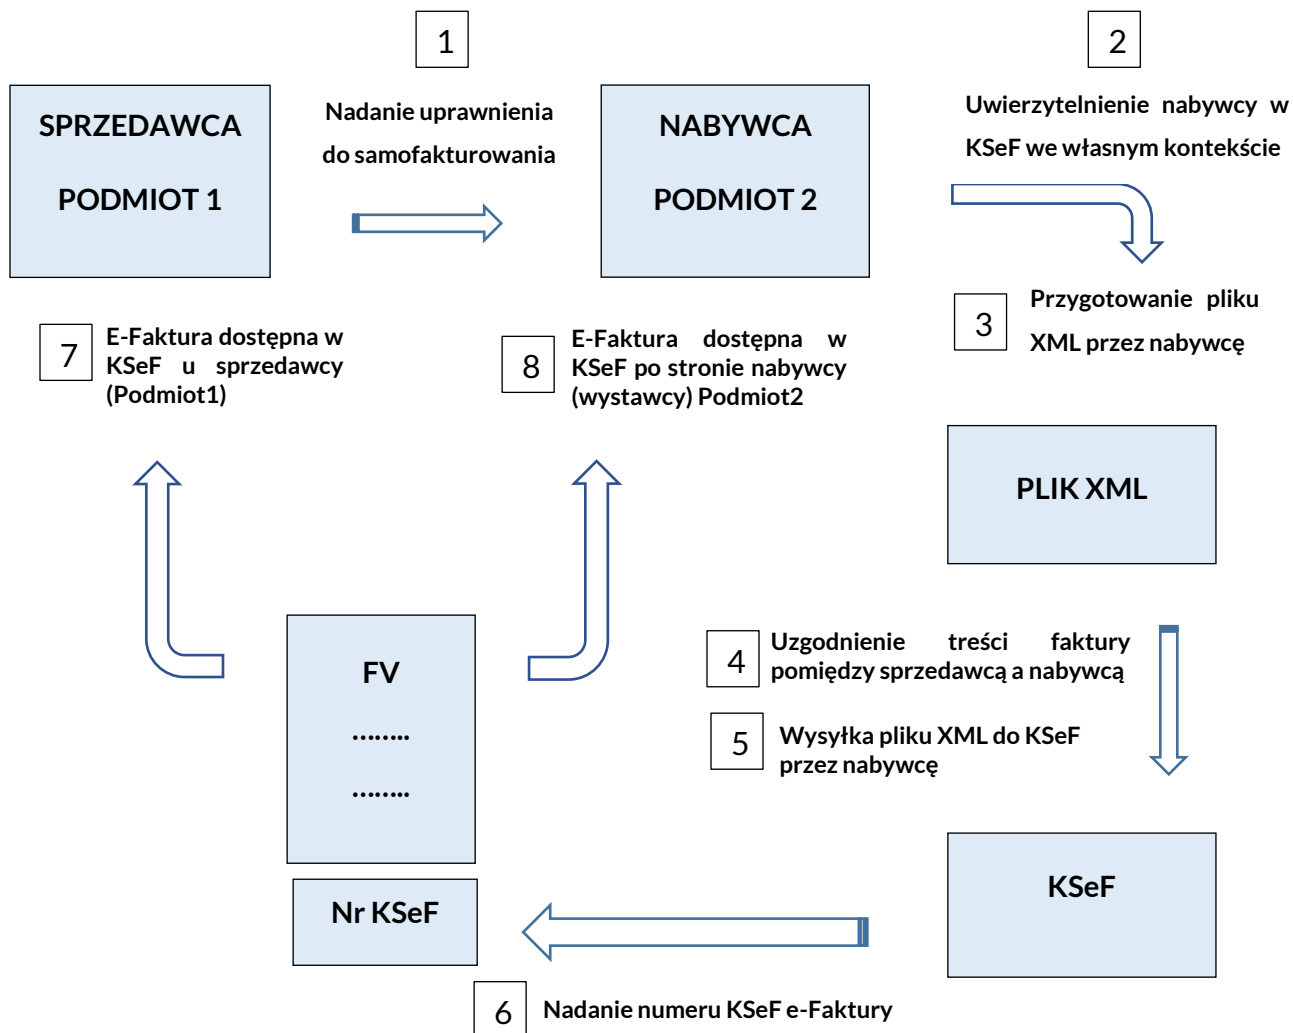 1
2
SPRZEDAWCA
PODMIOT 1
Nadanie uprawnienia
do samofakturowania
NABYWCA
PODMIOT 2
Uwierzytelnienie nabywcy w
KSeF we własnym kontekście
3
Przygotowanie pliku
XML przez nabywcę
7
E-Faktura dostępna w
KSeF u sprzedawcy
(Podmiot1)
8
E-Faktura dostępna w
KSeF po stronie nabywcy
(wystawcy) Podmiot2
PLIK XML
4
Uzgodnienie treści faktury
pomiędzy sprzedawcą a nabywcą
5
Wysyłka pliku XML do KSeF
przez nabywcę
FV
……..
……..
Nr KSeF
KSeF
6
Nadanie numeru KSeF e-Faktury